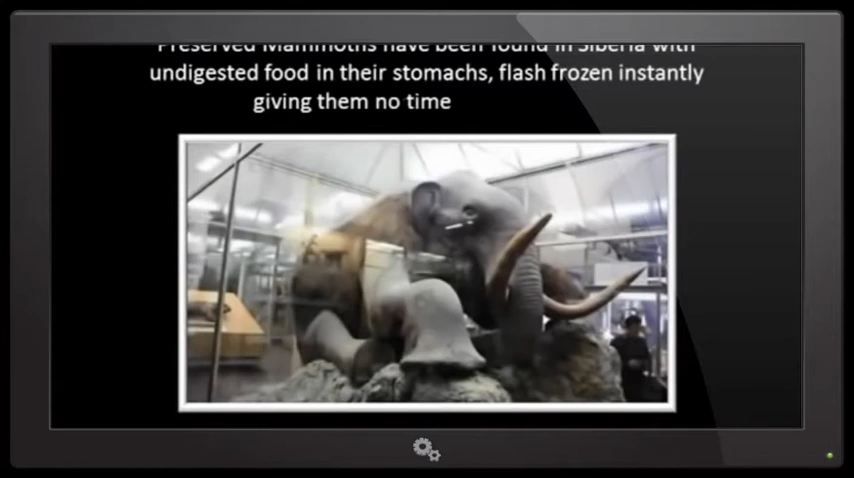 Preserved Mammoths have been found in Siberia with
undigested food in their stomachs, flash frozen instantly
giving them no time